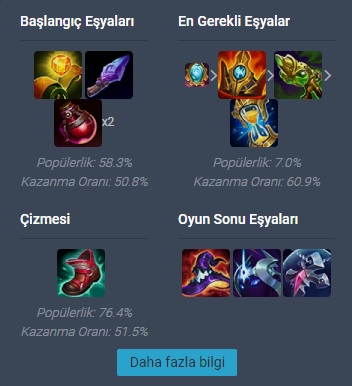 Başlangıç Eşyaları
x2
Popülerlik: 58.3%
Kazanma Oranı: 50.8%
En Gerekli Eşyalar
Popülerlik: 7.0%
Kazanma Oranı: 60.9%
Çizmesi
Popülerlik: 76.4%
Kazanma Oranı: 51.5%
Oyun Sonu Eşyaları
Daha fazla bilgi